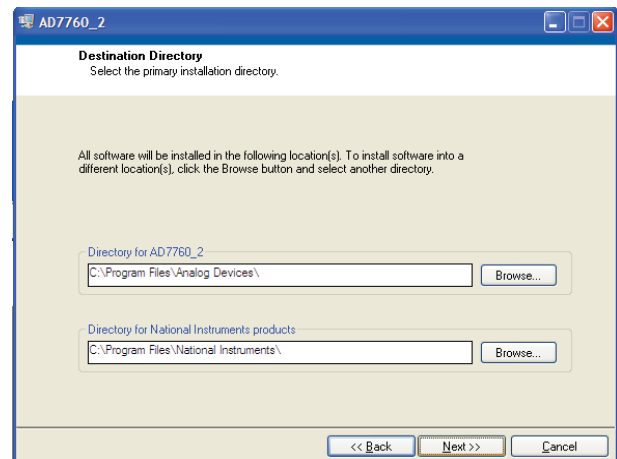 AD7760_2
Destination Directory
Select the primary installation directory.
All software will be installed in the following location(s). To install software into a
different location(s), click the Browse button and select another directory.
Directory for AD7760_2
C:\Program Files\Analog Devices\
Browse...
Directory for National Instruments products
C:\Program Files\National Instruments\
Browse...
<< Back
Next >>
Cancel